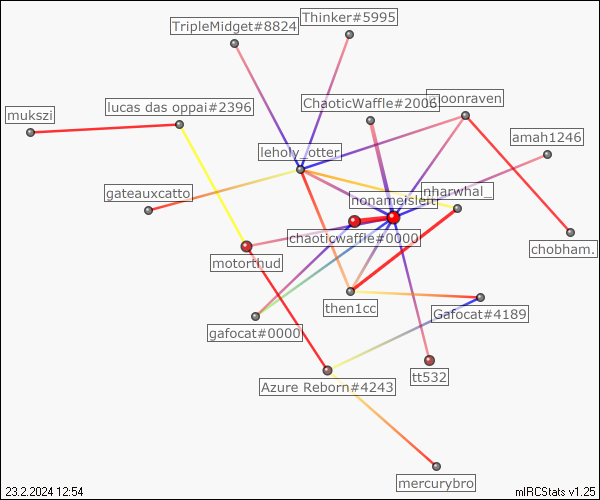 Thinker#5995
TripleMidget#8824
ChaoticWaffle#2006
moonraven
lucas das oppai#2396
mukszi
amah1246
leholy_otter
gateauxcatto
nharwhal_
nonameisleft
chaoticwaffle#0000
chobham.
motorthud
then1cc
Gafocat#4189
gafocat#0000
tt532
Azure Reborn#4243
mercurybro
23.2.2024 12:54
mIRCStats v1.25